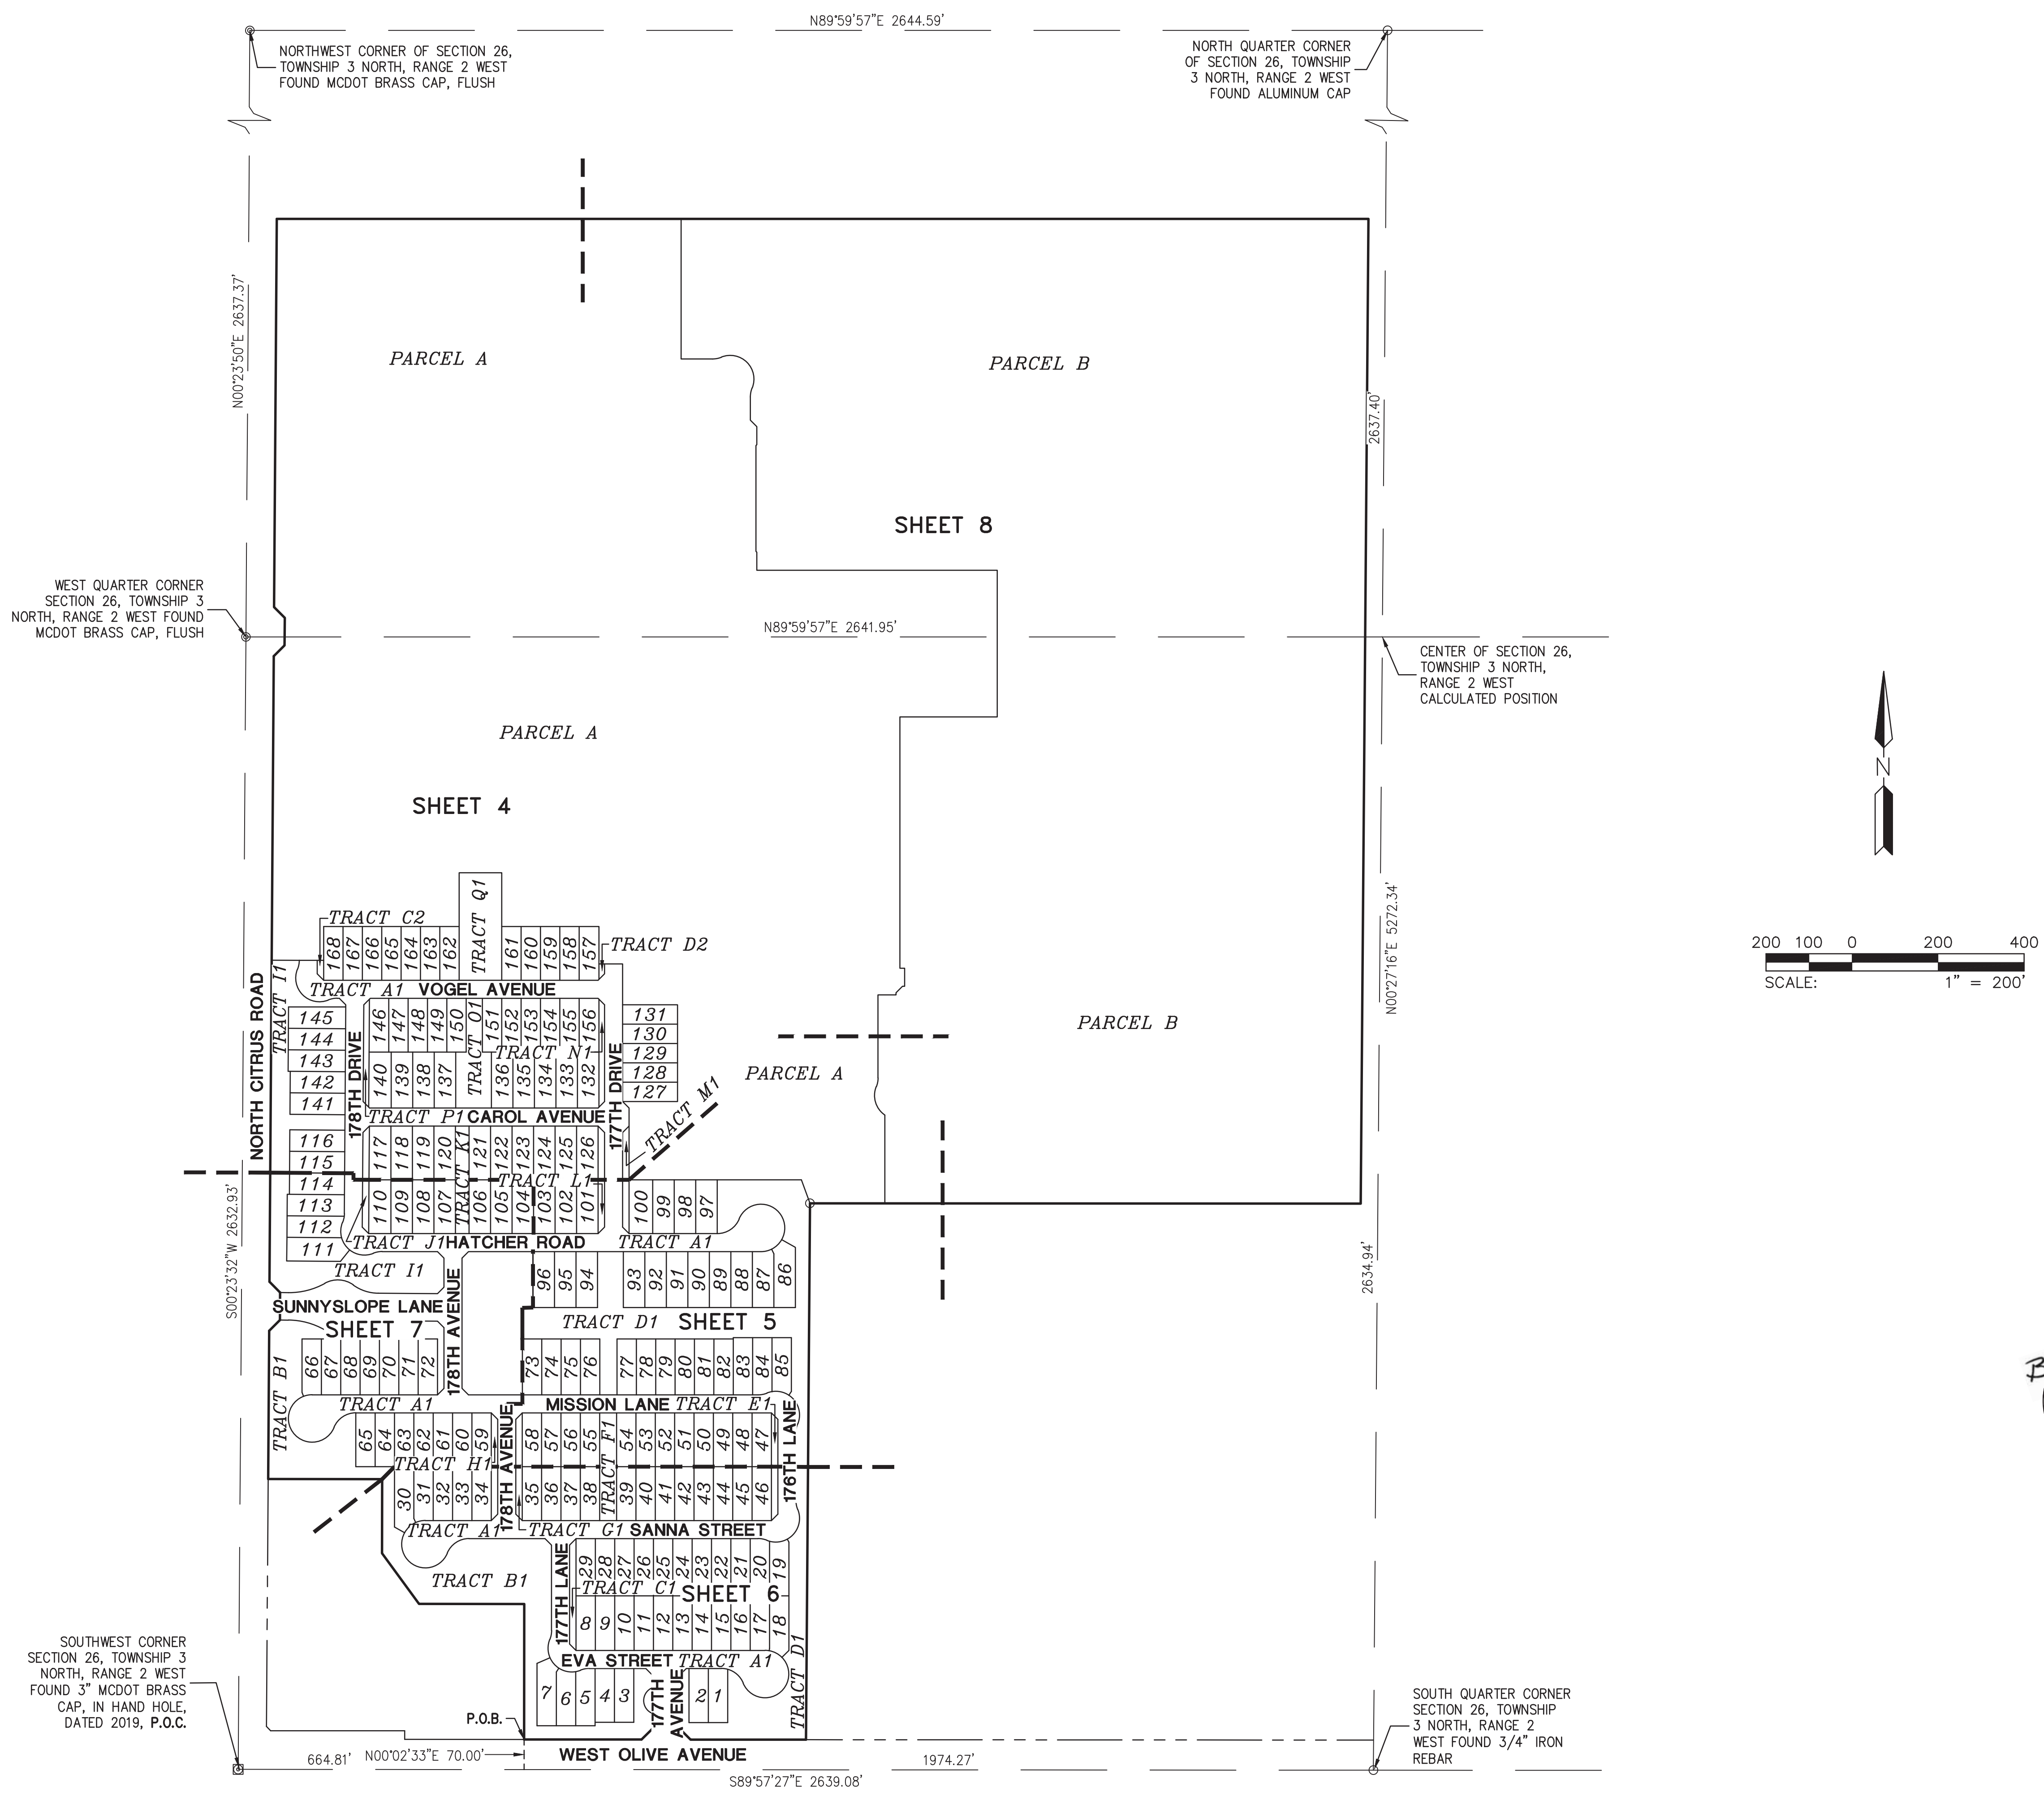 N89°59'57"E 2644.59'
NORTHWEST CORNER OF SECTION 26,
TOWNSHIP 3 NORTH, RANGE 2 WEST
FOUND MCDOT BRASS CAP, FLUSH
NORTH QUARTER CORNER
OF SECTION 26, TOWNSHIP
3 NORTH, RANGE 2 WEST
FOUND ALUMINUM CAP
N00°23'50"E 2637.37'
PARCEL A
PARCEL B
2637.40'
SHEET 8
WEST QUARTER CORNER
SECTION 26, TOWNSHIP 3
NORTH, RANGE 2 WEST FOUND
MCDOT BRASS CAP, FLUSH
N89°59'57"E 2641.95'
CENTER OF SECTION 26,
TOWNSHIP 3 NORTH,
RANGE 2 WEST
CALCULATED POSITION
PARCEL A
N
SHEET 4
N00°27'16"E 5272.34'
200 100 0 200 400
SCALE: 1" = 200'
TRACT Q1
TRACT C2
168 167 166 165 164 163 162
161 160 159 158 157
TRACT D2
TRACT I1
TRACT A1 VOGEL AVENUE
NORTH CITRUS ROAD
145
144
143
142
141
178TH DRIVE
146 147 148 149 150
TRACT O1
151 152 153 154 155 156
TRACT N1
131
130
129
128
127
177TH DRIVE
PARCEL B
PARCEL A
140 139 138 137
136 135 134 133 132
TRACT P1 CAROL AVENUE
TRACT M1
116
115
114
113
112
111
117 118 119 120
TRACT K1
121 122 123 124 125 126
TRACT L1
110 109 108 107
106 105 104 103 102 101
100 99 98 97
S00°23'32"W 2632.93'
TRACT J1 HATCHER ROAD
TRACT A1
TRACT I1
178TH AVENUE
96 95 94
93 92 91 90 89 88 87 86
2634.94'
SUNNYSLOPE LANE
SHEET 7
TRACT D1
SHEET 5
TRACT B1
66 67 68 69 70 71 72
73 74 75 76
77 78 79 80 81 82 83 84 85
TRACT A1
MISSION LANE
TRACT E1
65 64 63 62 61 60 59
178TH AVENUE
58 57 56 55
TRACT F1
54 53 52 51 50 49 48 47
176TH LANE
TRACT H1
30 31 32 33 34
35 36 37 38
39 40 41 42 43 44 45 46
TRACT A1
TRACT G1 SANNA STREET
TRACT B1
177TH LANE
29 28 27 26 25 24 23 22 21 20 19
TRACT C1
SHEET 6
8 9 10 11 12 13 14 15 16 17 18
TRACT D1
EVA STREET
TRACT A1
7 6 5 4 3
177TH
AVENUE
2 1
SOUTHWEST CORNER
SECTION 26, TOWNSHIP 3
NORTH, RANGE 2 WEST
FOUND 3" MCDOT BRASS
CAP, IN HAND HOLE,
DATED 2019, P.O.C.
P.O.B.
SOUTH QUARTER CORNER
SECTION 26, TOWNSHIP
3 NORTH, RANGE 2
WEST FOUND 3/4" IRON
REBAR
664.81'
N00°02'33"E 70.00'
WEST OLIVE AVENUE
1974.27'
S89°57'27"E 2639.08'